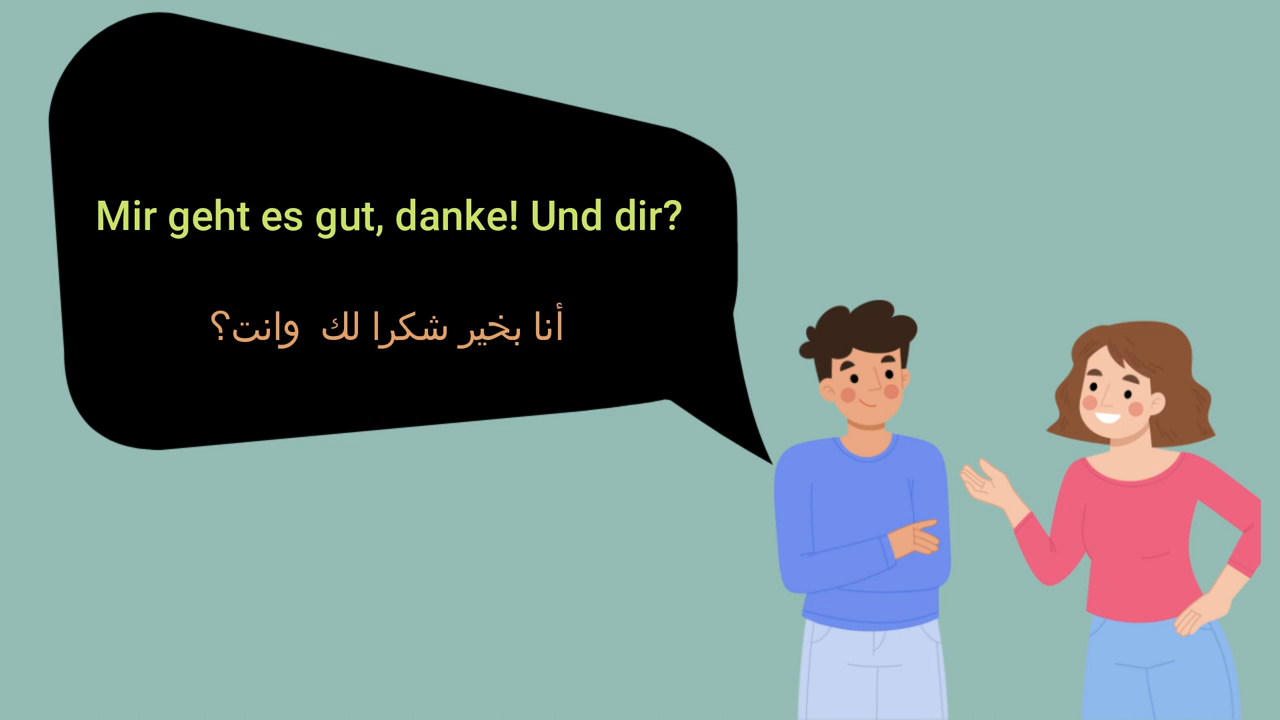 Mir geht es gut, danke! Und dir?
أنا بخير شكرا لك وانت؟